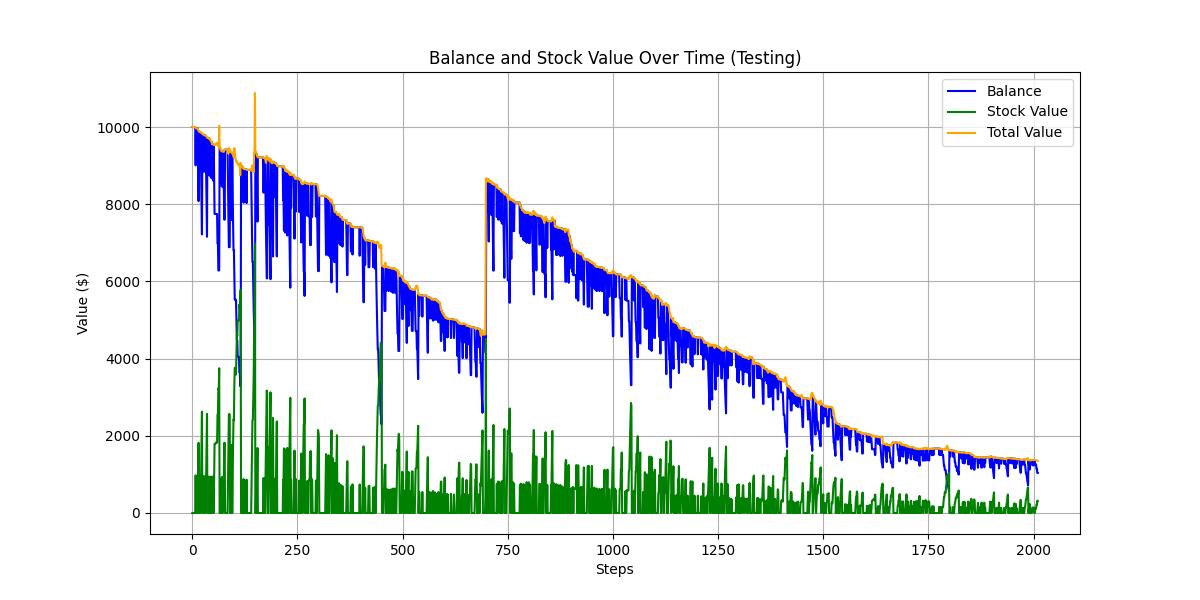 Balance and Stock Value Over Time (Testing)
Balance
Stock Value
Total Value
Value ($)
10000
8000
6000
4000
2000
0
0 250 500 750 1000 1250 1500 1750 2000
Steps